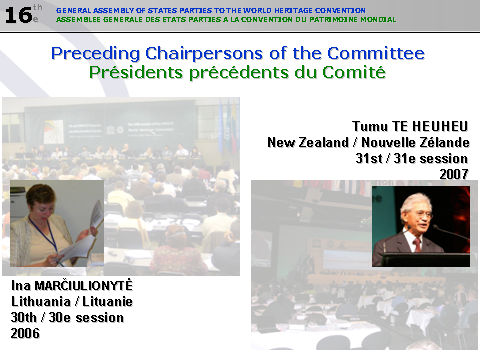 16th e
GENERAL ASSEMBLY OF STATES PARTIES TO THE WORLD HERITAGE CONVENTION
ASSEMBLEE GENERALE DES ETATS PARTIES A LA CONVENTION DU PATRIMOINE MONDIAL
Preceding Chairpersons of the Committee
Présidents précédents du Comité
Tumu TE HEUHEU
New Zealand / Nouvelle Zélande
31st / 31e session
2007
Ina MARČIULIONYTĖ
Lithuania / Lituanie
30th / 30e session
2006